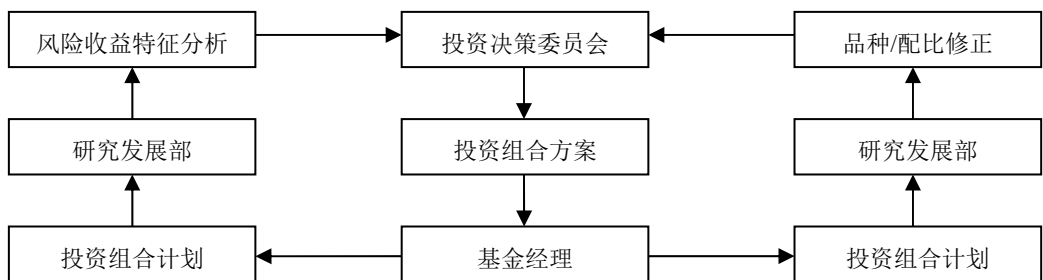 风险收益特征分析
投资决策委员会
品种/配比修正
研究发展部
投资组合方案
研究发展部
投资组合计划
基金经理
投资组合计划